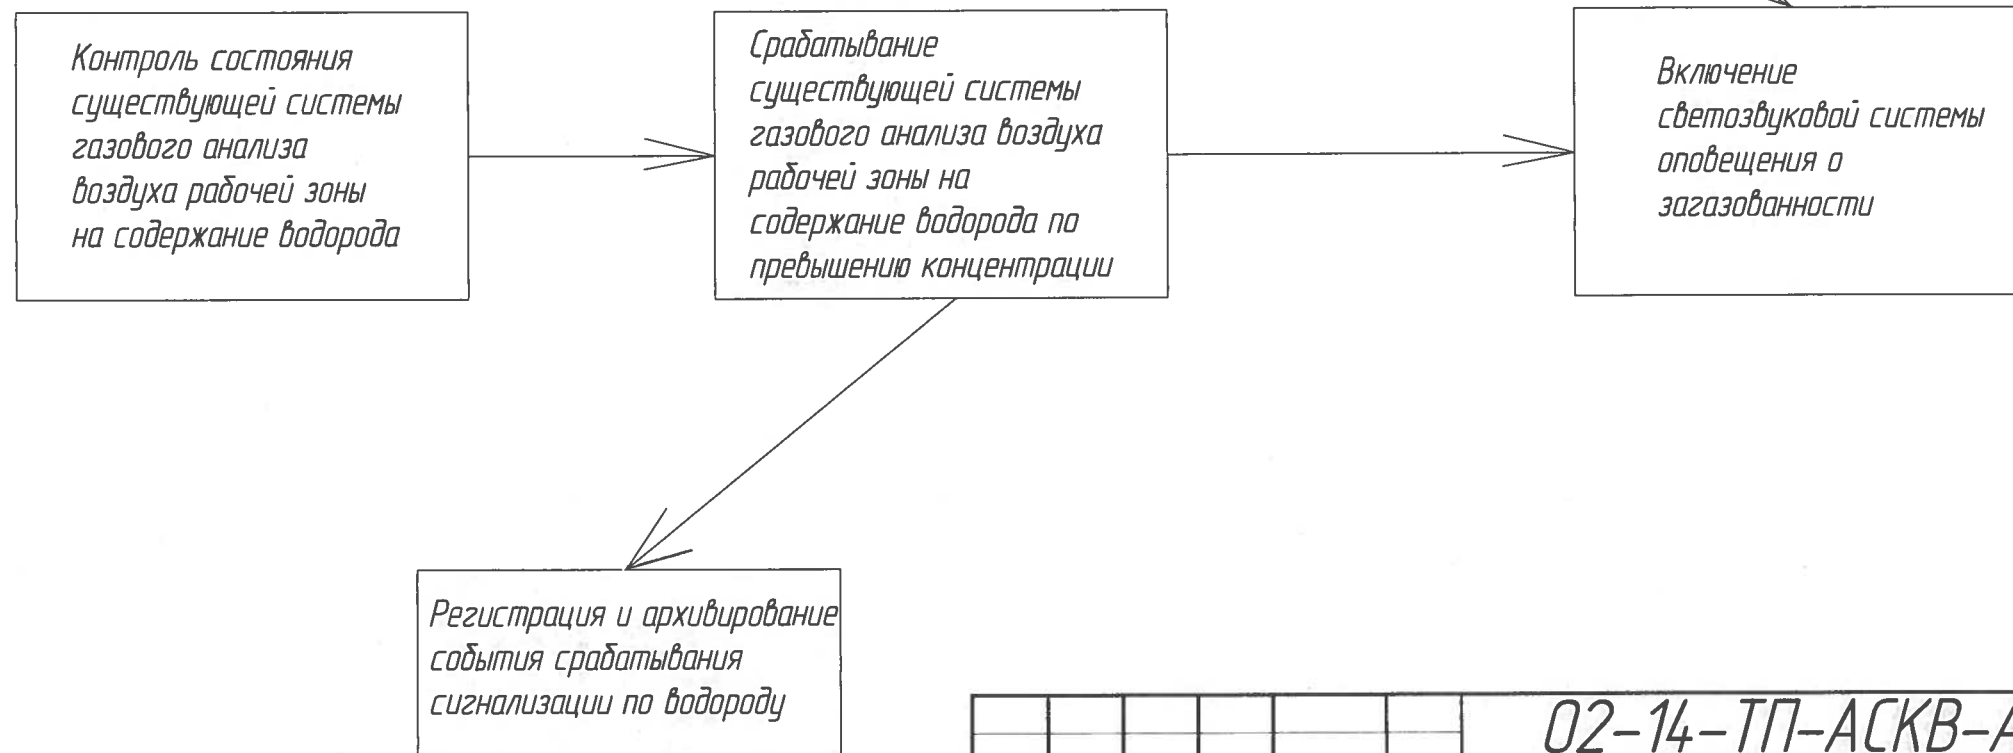 Контроль состояния
существующей системы
газового анализа
воздуха рабочей зоны
на содержание водорода
Срабатывание
существующей системы
газового анализа воздуха
рабочей зоны на
содержание водорода по
превышению концентрации
Включение
светозвуковой системы
оповещения о
загазованности
Регистрация и архивирование
события срабатывания
сигнализации по водороду
02-14-ТП-АСКВ-А